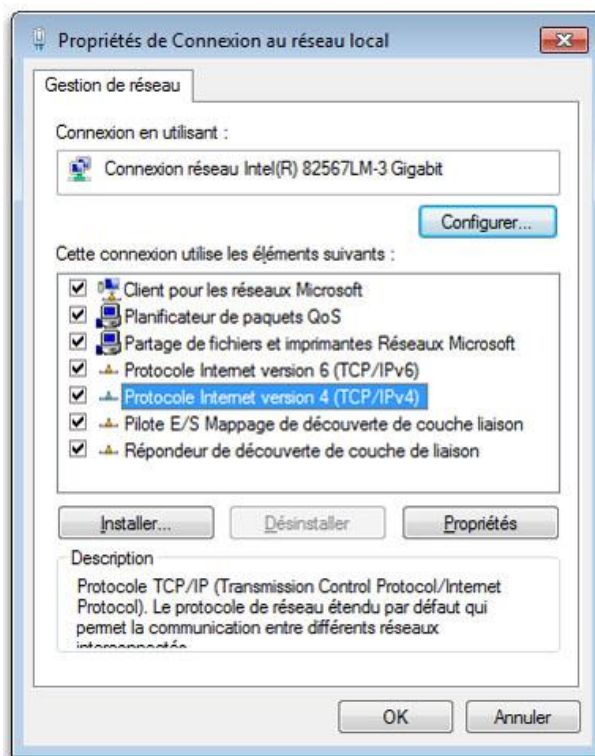 Propriétés de Connexion au réseau local
Gestion de réseau
Connexion en utilisant :
Connexion réseau Intel(R) 82567LM-3 Gigabit
Configurer...
Cette connexion utilise les éléments suivants :
Client pour les réseaux Microsoft
Planificateur de paquets QoS
Partage de fichiers et imprimantes Réseaux Microsoft
Protocole Internet version 6 (TCP/IPv6)
Protocole Internet version 4 (TCP/IPv4)
Pilote E/S Mappage de découverte de couche liaison
Répondeur de découverte de couche de liaison
Installer... Désinstaller Propriétés
Description
Protocole TCP/IP (Transmission Control Protocol/Internet
Protocol). Le protocole de réseau étendu par défaut qui
permet la communication entre différents réseaux
interconnectés.
OK Annuler